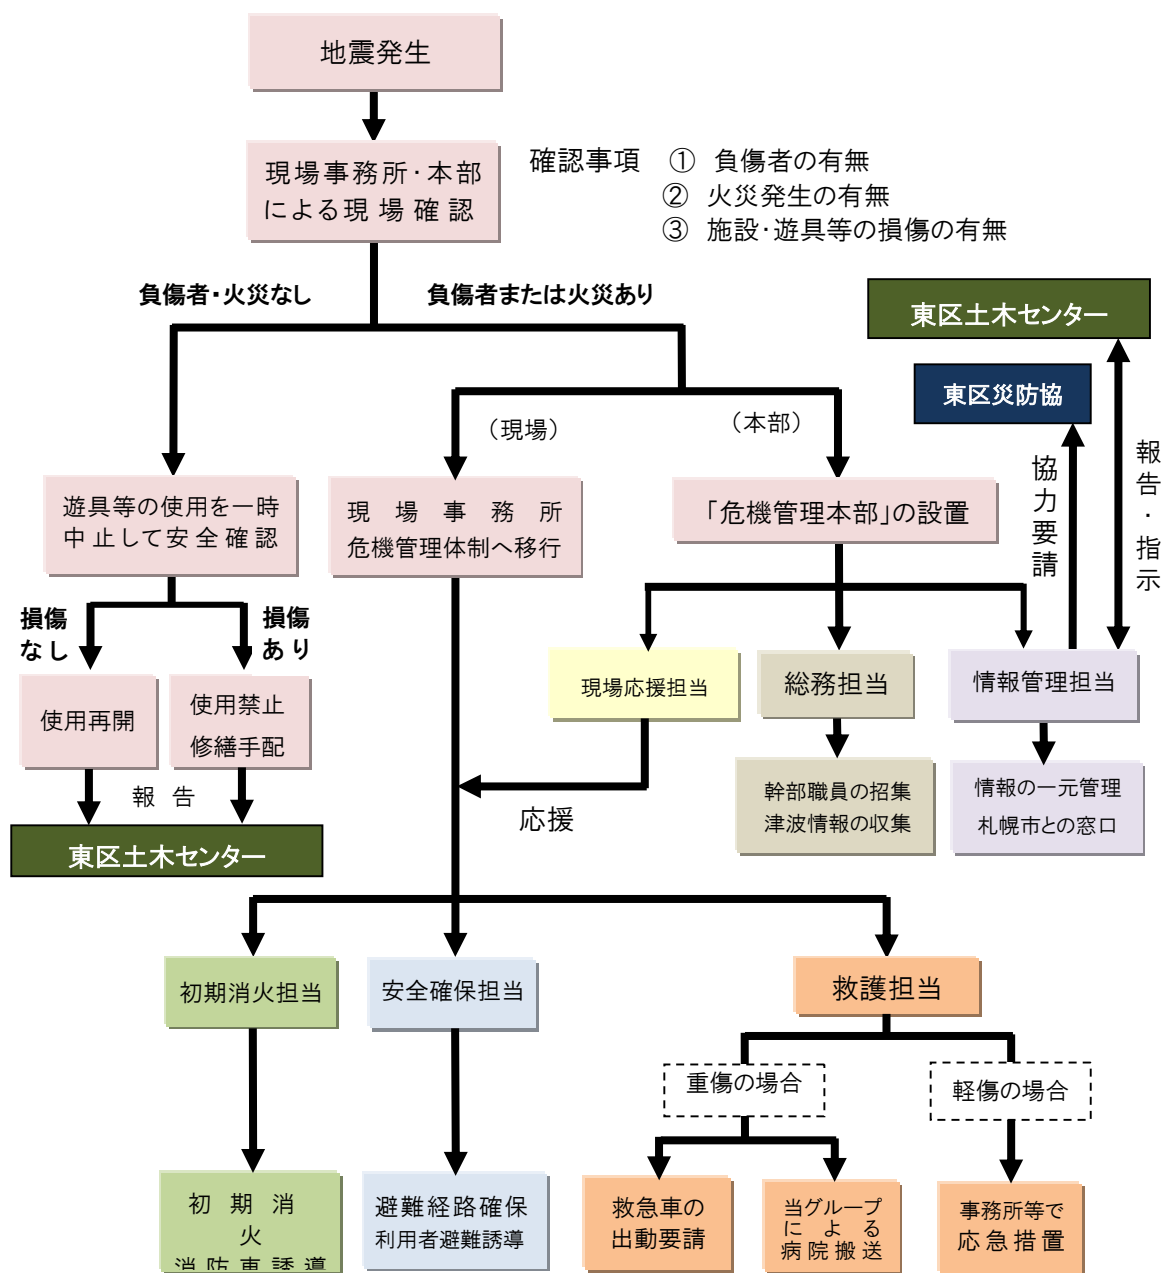 地震発生
現場事務所・本部
による現場確認
確認事項 ① 負傷者の有無
② 火災発生の有無
③ 施設・遊具等の損傷の有無
負傷者・火災なし
負傷者または火災あり
東区土木センター
東区災防協
（現場）
（本部）
協力要請
報告・指示
遊具等の使用を一時
中止して安全確認
現場事務所
危機管理体制へ移行
「危機管理本部」の設置
損傷
なし
損傷
あり
使用再開
使用禁止
修繕手配
現場応援担当
総務担当
情報管理担当
報告
応援
幹部職員の招集
津波情報の収集
情報の一元管理
札幌市との窓口
東区土木センター
初期消火担当
安全確保担当
救護担当
重傷の場合
軽傷の場合
初期消
火
消防車誘導
避難経路確保
利用者避難誘導
救急車の
出動要請
当グループ
による
病院搬送
事務所等で
応急措置